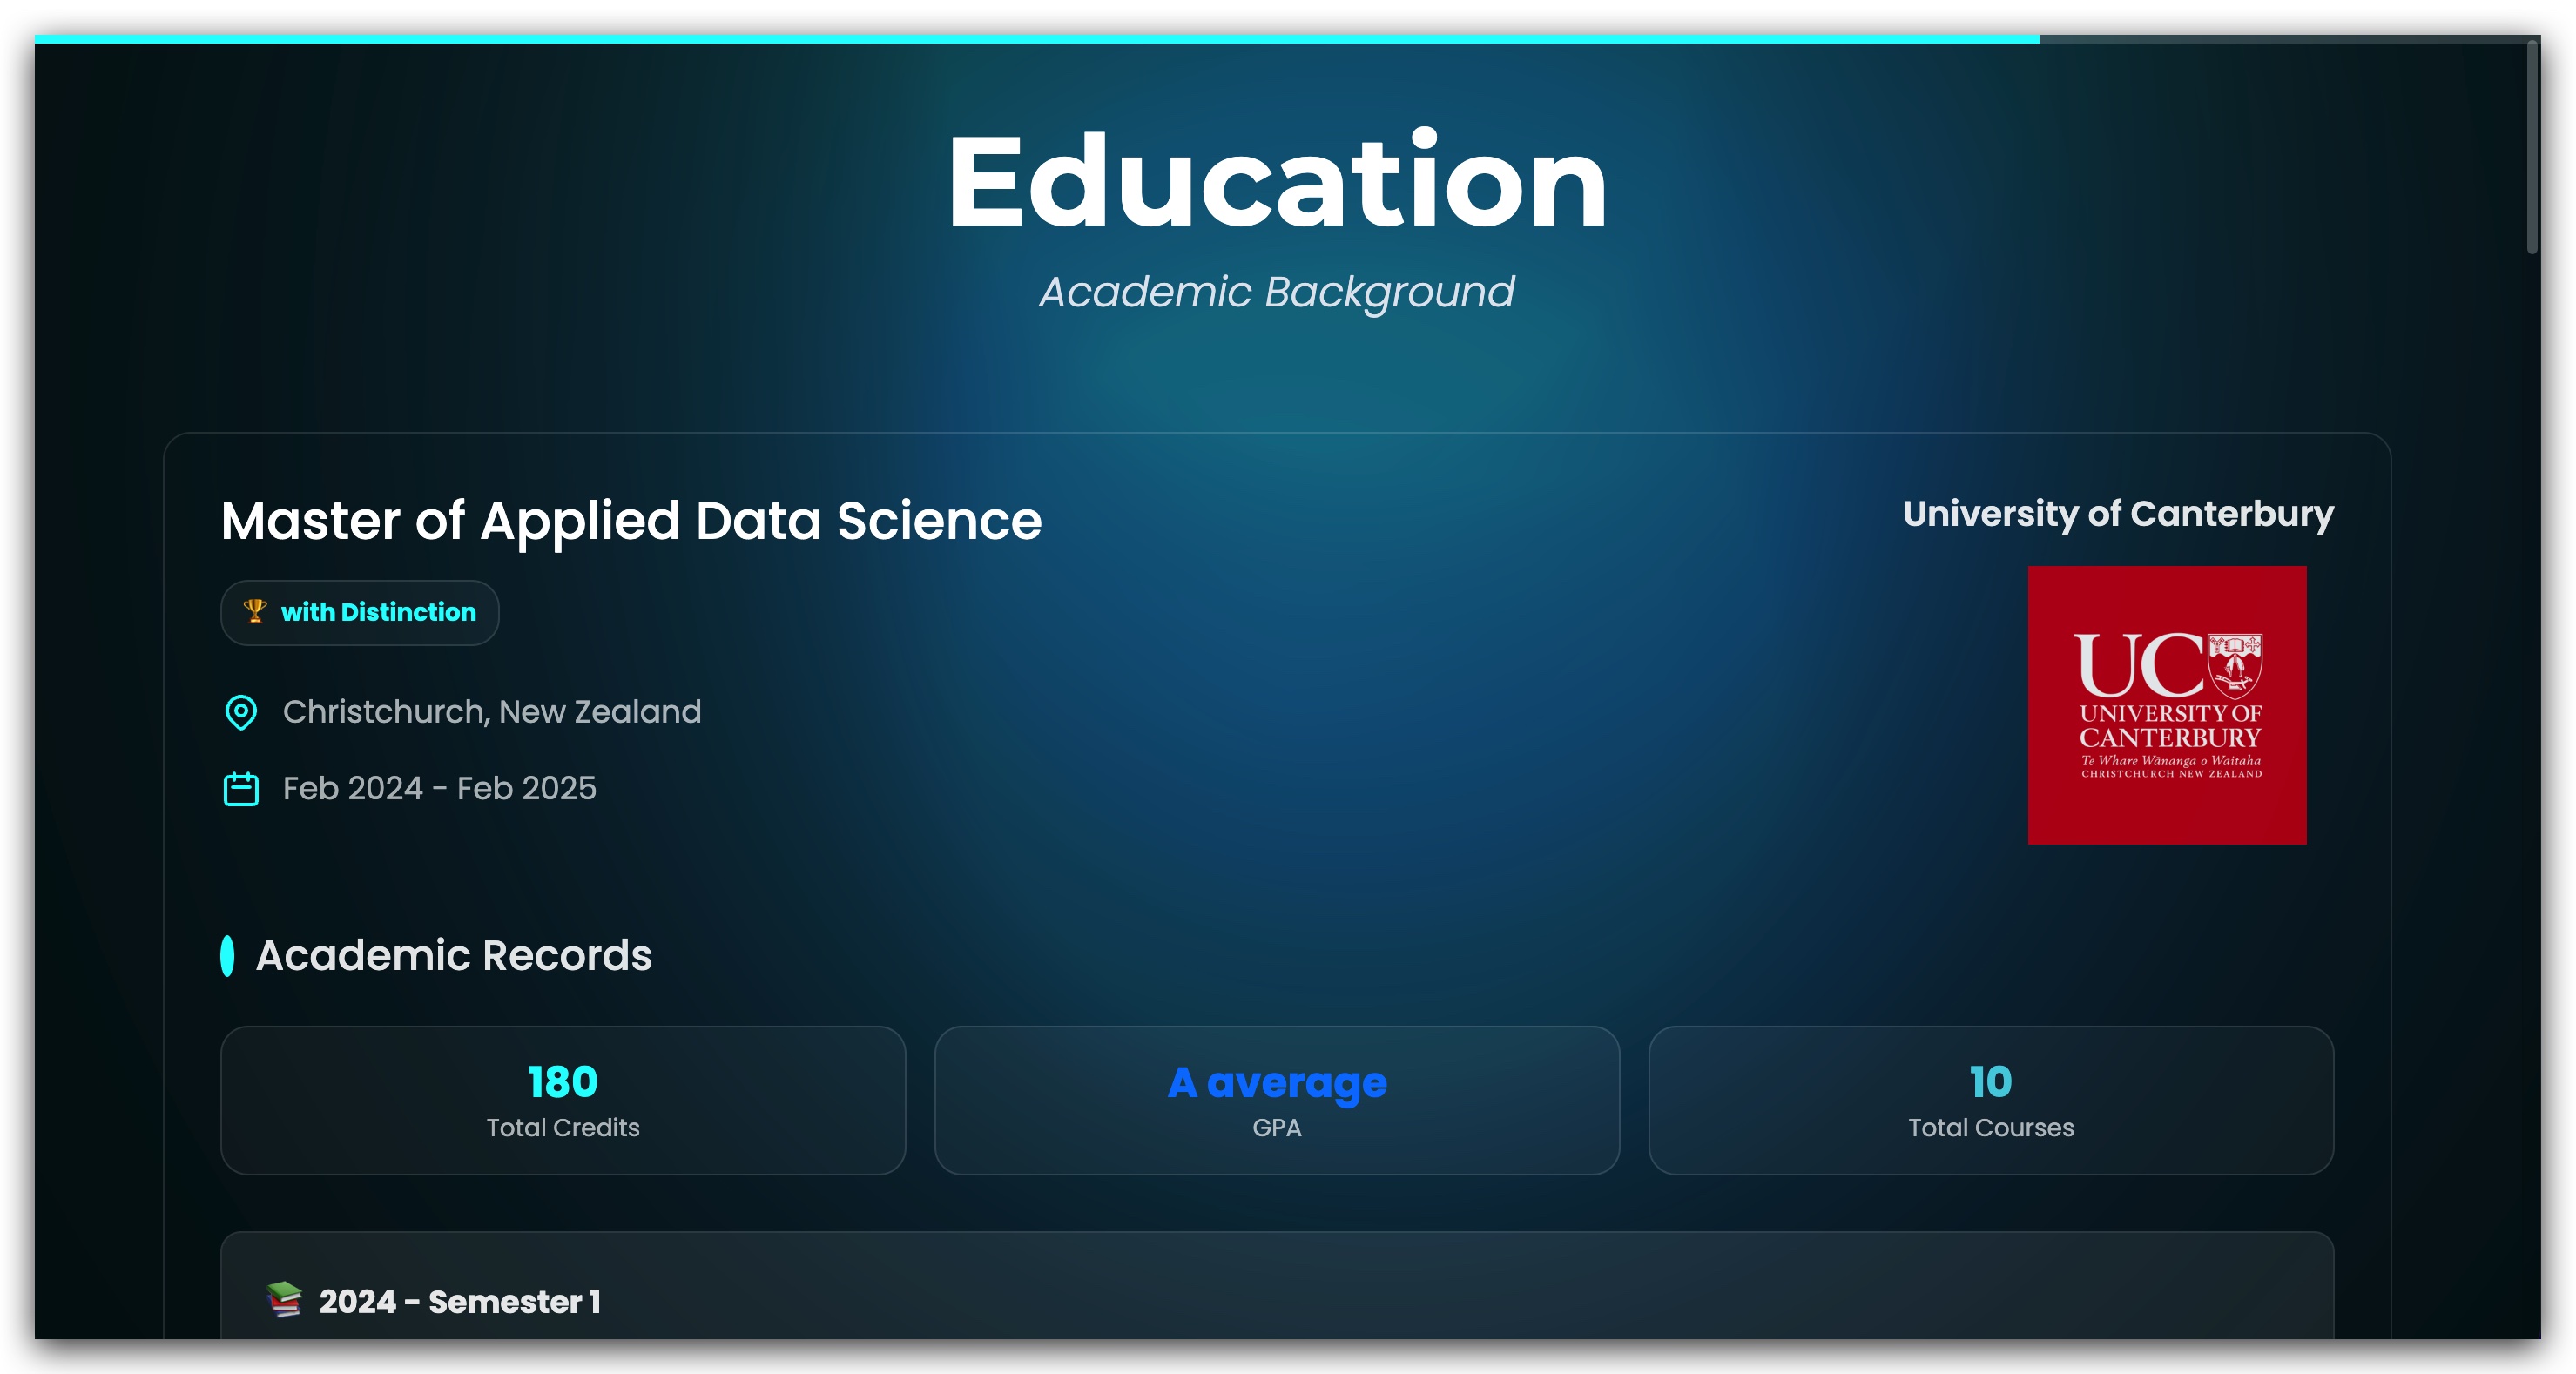 Education
Academic Background
Master of Applied Data Science
with Distinction
Christchurch, New Zealand
Feb 2024 - Feb 2025
University of Canterbury
UC
UNIVERSITY OF
CANTERBURY
Te Whare Wānanga o Waitaha
CHRISTCHURCH NEW ZEALAND
Academic Records
180
Total Credits
A average
GPA
10
Total Courses
2024 - Semester 1